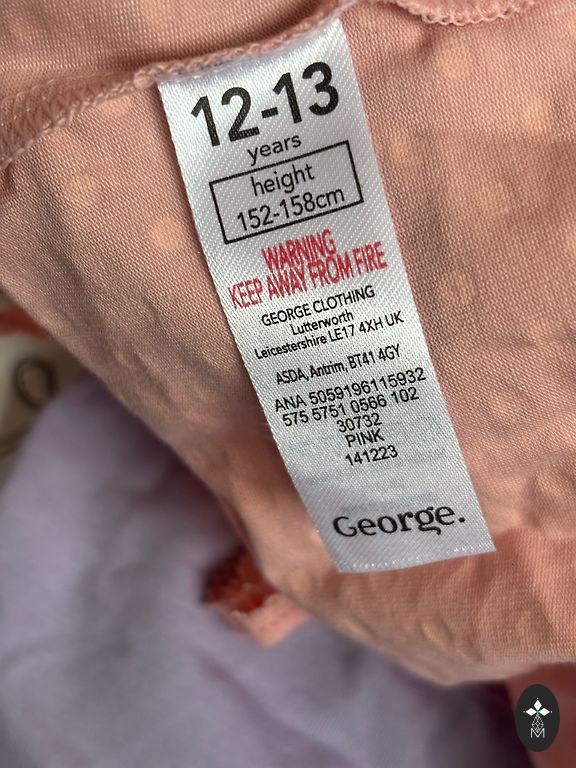 12-13
years
height
152-158cm
WARNING
KEEP AWAY FROM FIRE
GEORGE CLOTHING
Lutterworth
Leicestershire LE17 4XH UK
ASDA, Antrim, BT41 4GY
ANA 5059196115932
575 5751 0566 102
30732
PINK
141223
George.
M